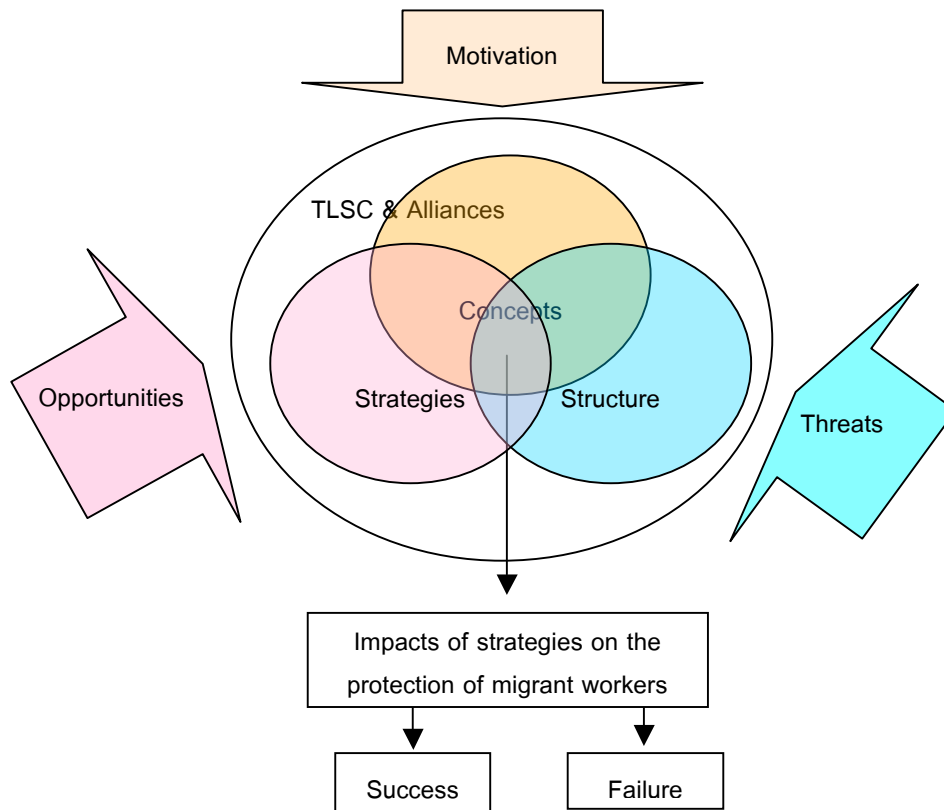 Motivation
TLSC & Alliances
Concepts
Opportunities
Strategies
Structure
Threats
Impacts of strategies on the
protection of migrant workers
Success
Failure